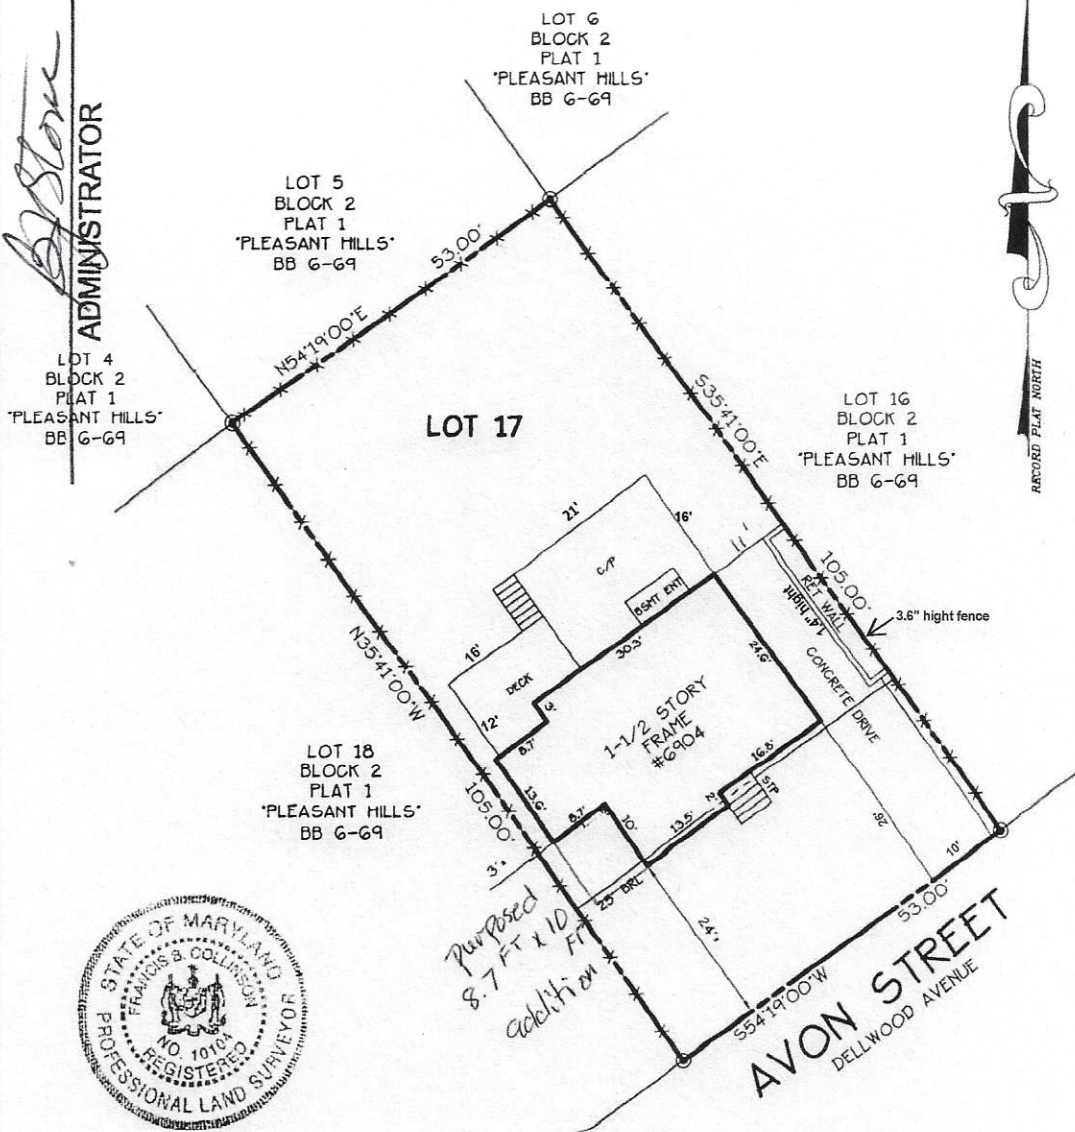 LOT 6
BLOCK 2
PLAT 1
"PLEASANT HILLS"
BB 6-69
ADMINISTRATOR
LOT 5
BLOCK 2
PLAT 1
"PLEASANT HILLS"
BB 6-69
LOT 4
BLOCK 2
PLAT 1
"PLEASANT HILLS"
BB 6-69
N54°19'00"E
53.00'
LOT 17
S35°41'00"E
105.00'
LOT 16
BLOCK 2
PLAT 1
"PLEASANT HILLS"
BB 6-69
RECORD PLAT NORTH
21'
16'
C/P
BSMT ENT
11'
RET WALL
1.4" hight
3.6" hight fence
CONCRETE DRIVE
16'
DECK
12'
3'
30.3'
24.6'
8.7'
1-1/2 STORY
FRAME
#6904
16.8'
STP
2'
13.5'
13.6'
8.7'
10'
N35°41'00"W
105.00'
LOT 18
BLOCK 2
PLAT 1
"PLEASANT HILLS"
BB 6-69
3'±
25' BRL
24'±
26'
10'
53.00'
S54°19'00"W
purposed
8.7 FT x 10
FT
addition
AVON STREET
DELLWOOD AVENUE
STATE OF MARYLAND
FRANCIS B. COLLINSON
NO. 10104
REGISTERED
PROFESSIONAL LAND SURVEYOR